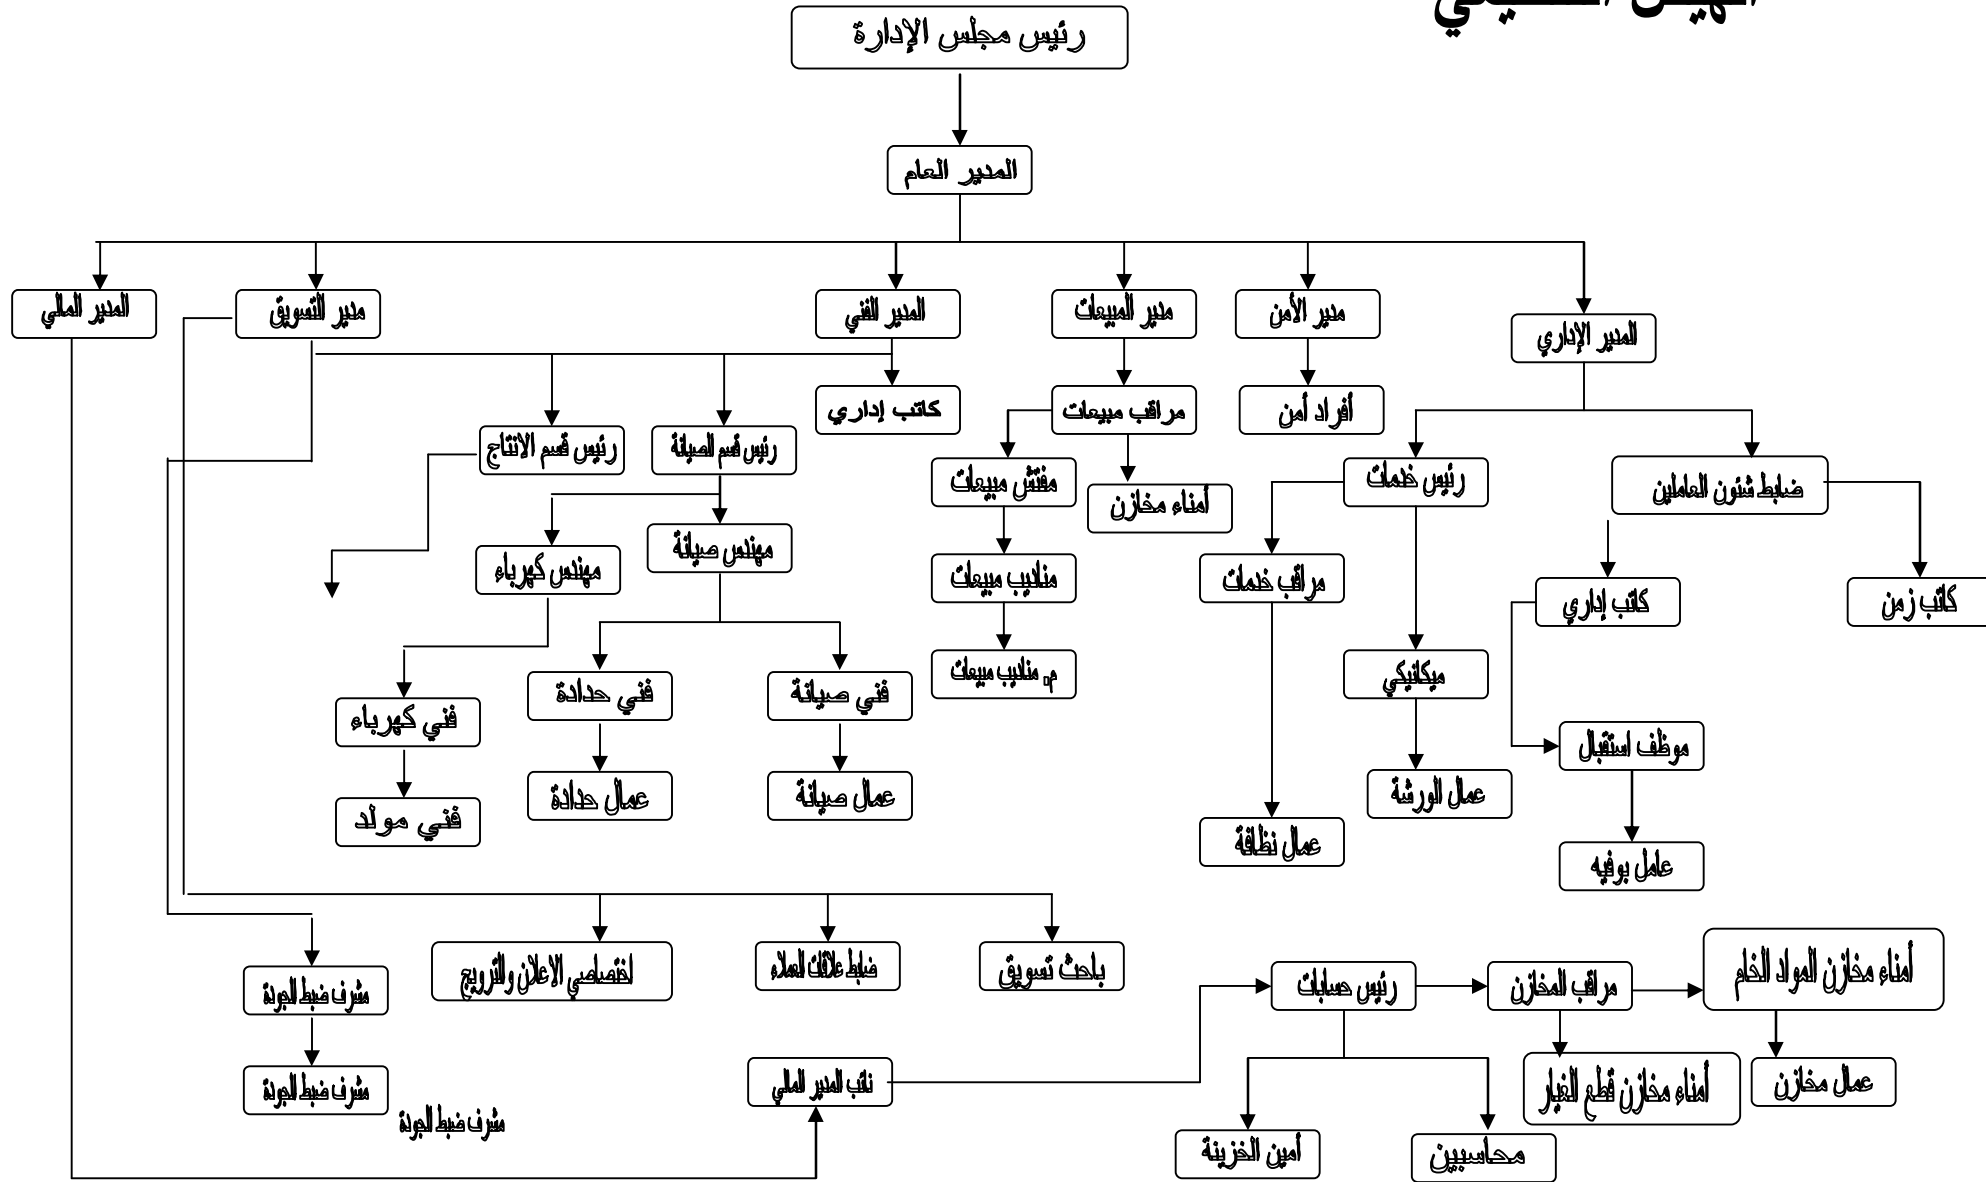 رئيس مجلس الإدارة
المدير العام
المدير الإداري
مدير الأمن
مدير المبيعات
المدير الفني
مدير التسويق
المدير المالي
أفراد أمن
مراقب مبيعات
كاتب إداري
رئيس قسم الصيانة
رئيس قسم الإنتاج
ضابط شئون العاملين
رئيس خدمات
مفتش مبيعات
أمناء مخازن
مهندس صيانة
مهندس كهرباء
كاتب زمن
كاتب إداري
مراقب خدمات
مناديب مبيعات
ميكانيكي
م. مناديب مبيعات
فني صيانة
فني حدادة
فني كهرباء
موظف استقبال
عمال الورشة
عمال صيانة
عمال حدادة
فني مولد
عمال نظافة
عامل بوفيه
باحث تسويق
ضابط علاقات العملاء
اختصاصي الاعلان والترويج
مشرف ضبط الجودة
أمناء مخازن المواد الخام
مراقب المخازن
رئيس حسابات
عمال مخازن
أمناء مخازن قطع الغيار
نائب المدير المالي
مشرف ضبط الجودة
مشرف ضبط الجودة
محاسبين
أمين الخزينة